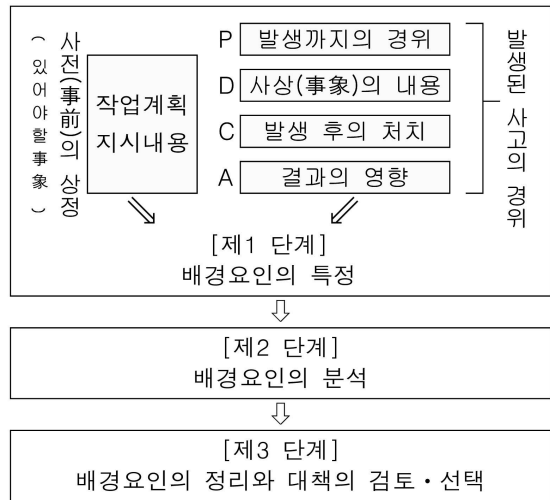 (있어야할事象)
사전(事前)의 상정
작업계획
지시내용
P 발생까지의 경위
D 사상(事象)의 내용
C 발생 후의 처치
A 결과의 영향
발생된 사고의 경위
[제1 단계]
배경요인의 특정
[제2 단계]
배경요인의 분석
[제3 단계]
배경요인의 정리와 대책의 검토・선택